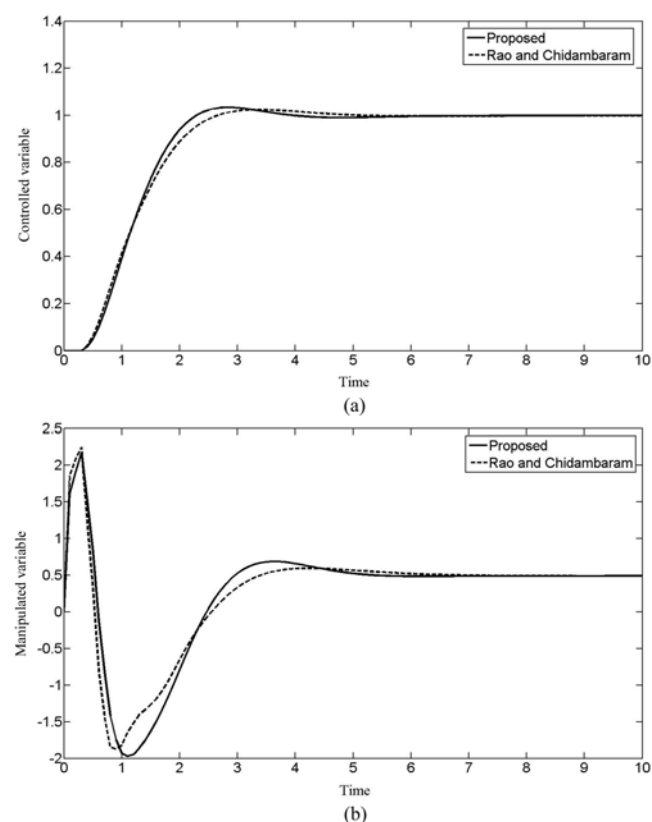 1.4
1.2
1
0.8
0.6
0.4
0.2
0
Controlled variable
Proposed
Rao and Chidambaram
0 1 2 3 4 5 6 7 8 9 10
Time
(a)
2.5
2
1.5
1
0.5
0
-0.5
-1
-1.5
-2
Manipulated variable
Proposed
Rao and Chidambaram
0 1 2 3 4 5 6 7 8 9 10
Time
(b)